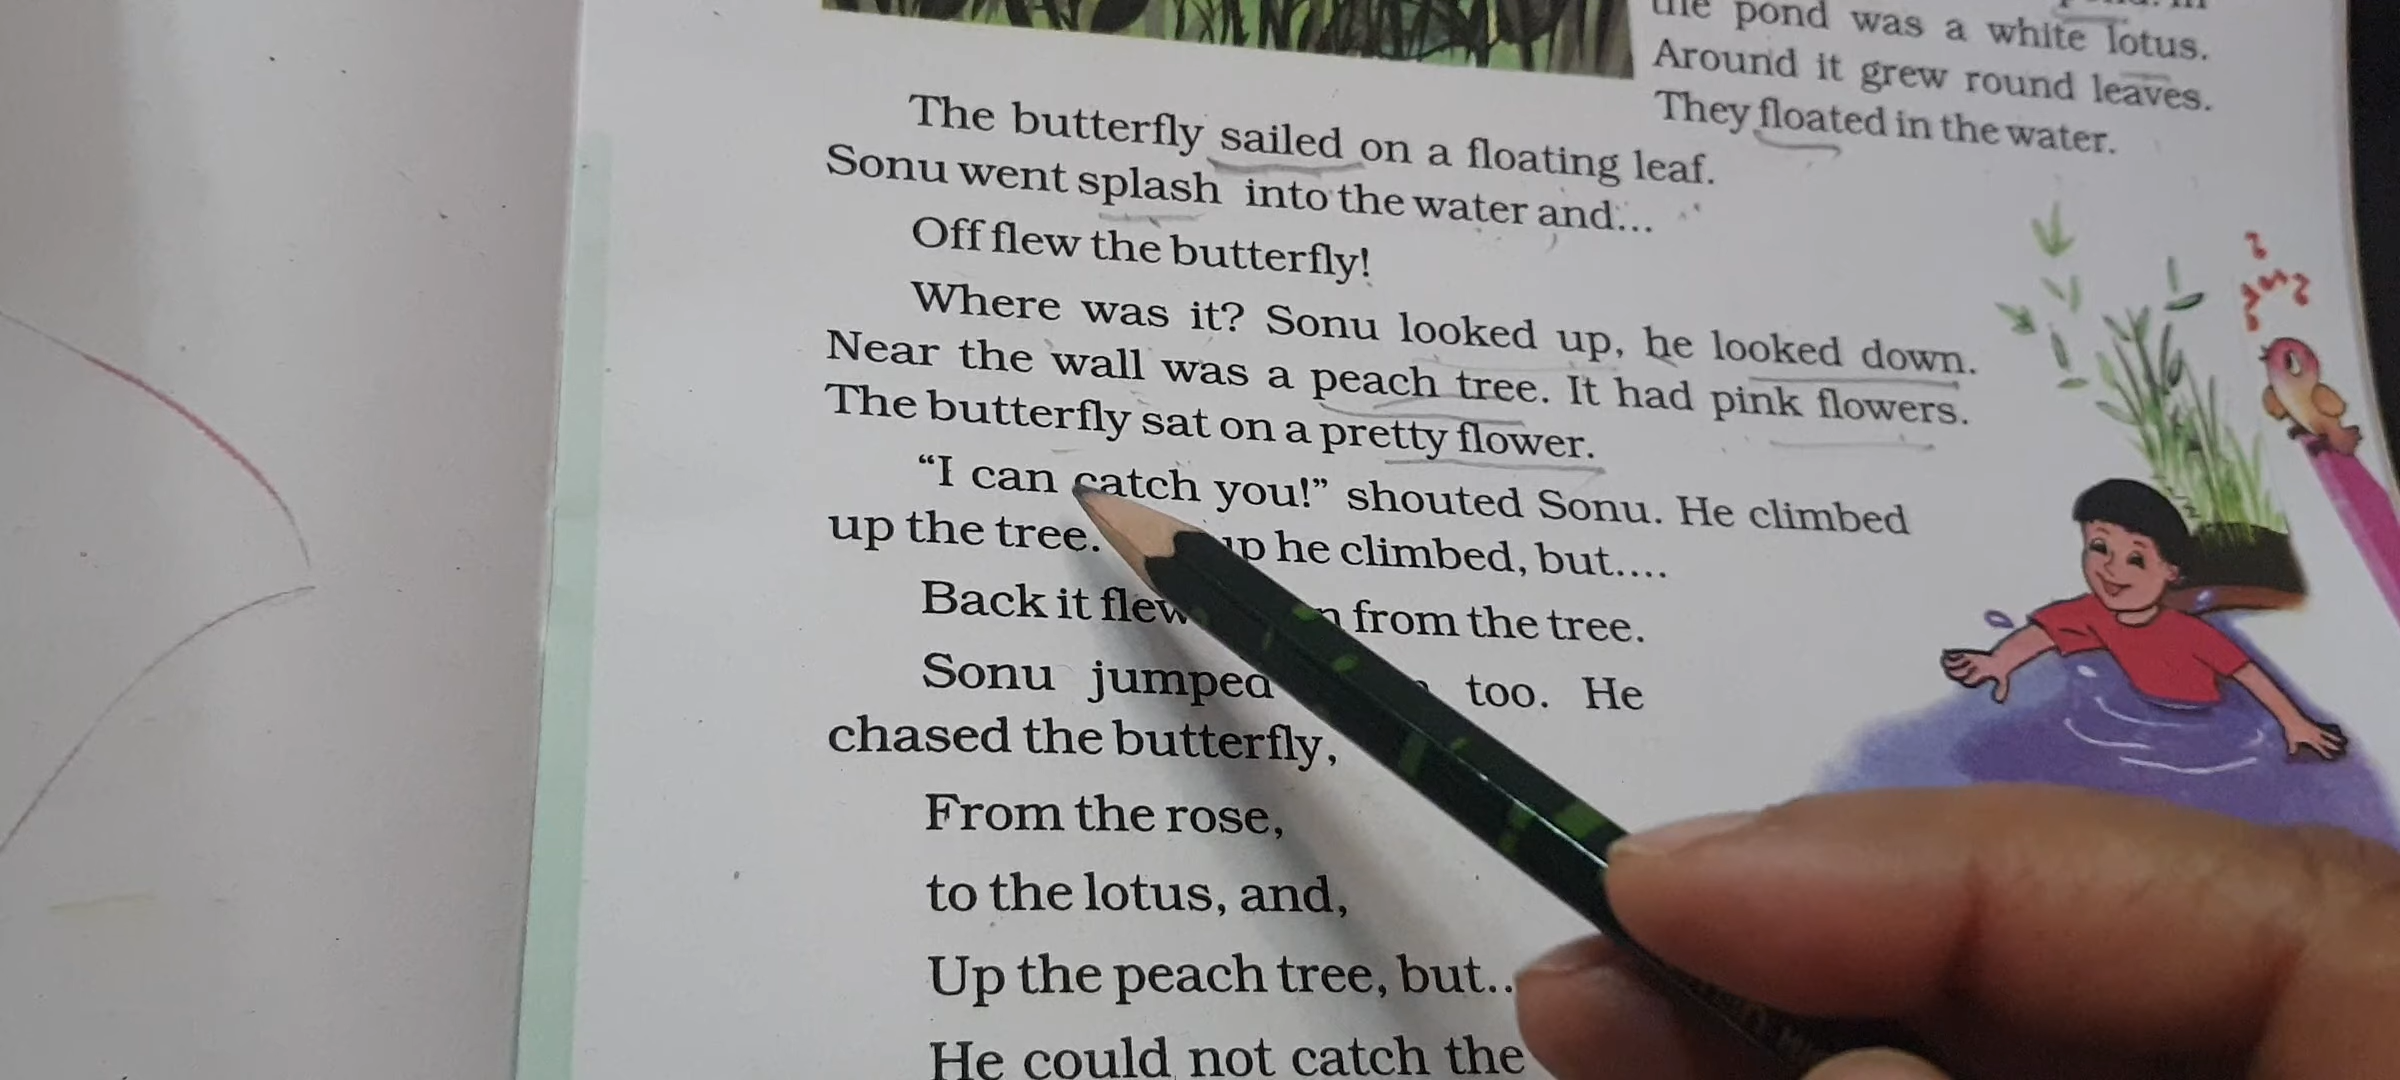 the pond was a white lotus.
Around it grew round leaves.
They floated in the water.
The butterfly sailed on a floating leaf.
Sonu went splash into the water and...
Off flew the butterfly!
Where was it? Sonu looked up, he looked down.
Near the wall was a peach tree. It had pink flowers.
The butterfly sat on a pretty flower.
“I can catch you!” shouted Sonu. He climbed
up the tree. he climbed, but....
Back it flew from the tree.
Sonu jumped too. He
chased the butterfly,
From the rose,
to the lotus, and,
Up the peach tree, but..
He could not catch the